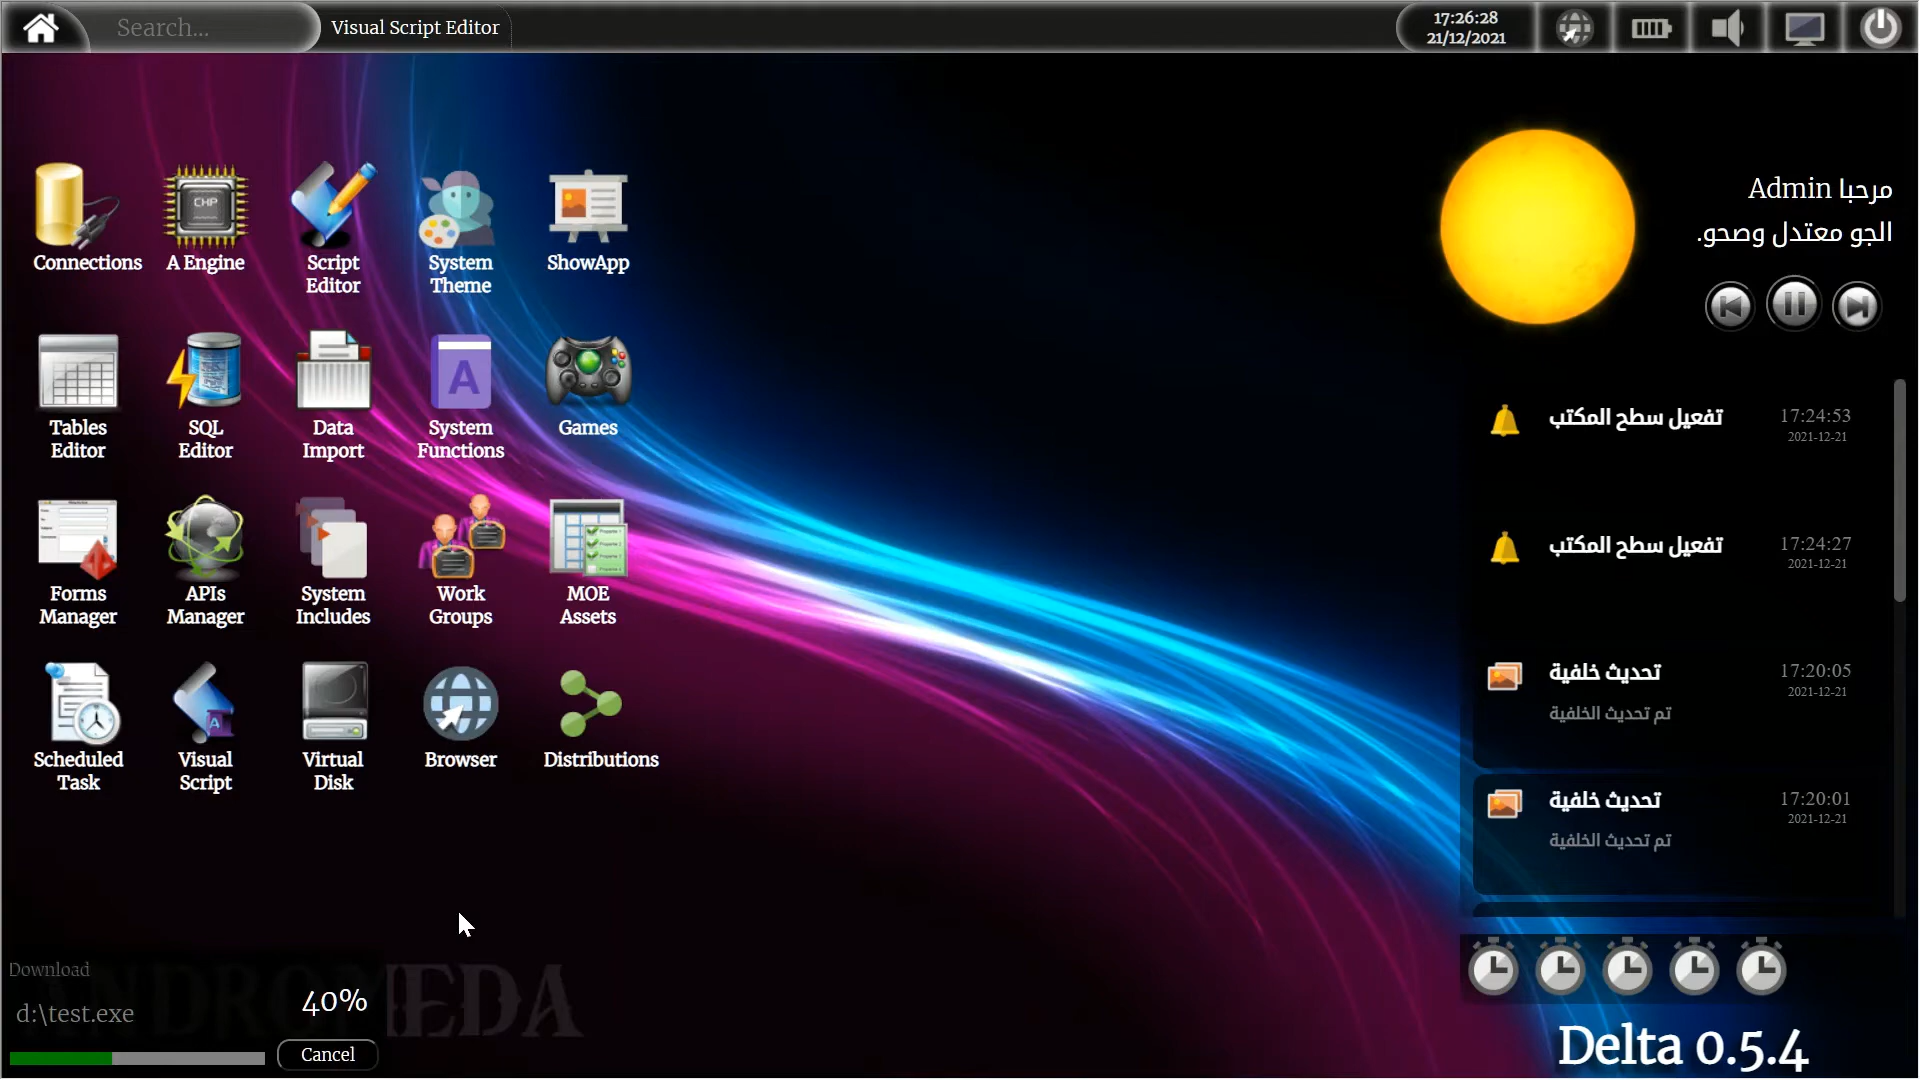 Search...
Visual Script Editor
17:26:28
21/12/2021
مرحبا Admin
الجو معتدل وصحو.
Connections
CHP
A Engine
Script
Editor
System
Theme
ShowApp
Tables
Editor
SQL
Editor
Data
Import
A
System
Functions
Games
Forms
Manager
APIs
Manager
System
Includes
Work
Groups
MOE
Assets
Scheduled
Task
A
Visual
Script
Virtual
Disk
Browser
Distributions
تفعيل سطح المكتب
17:24:53
2021-12-21
تفعيل سطح المكتب
17:24:27
2021-12-21
تحديث خلفية
17:20:05
2021-12-21
تم تحديث الخلفية
تحديث خلفية
17:20:01
2021-12-21
تم تحديث الخلفية
Download
ANDROMEDA
d:\test.exe
40%
Cancel
Delta 0.5.4